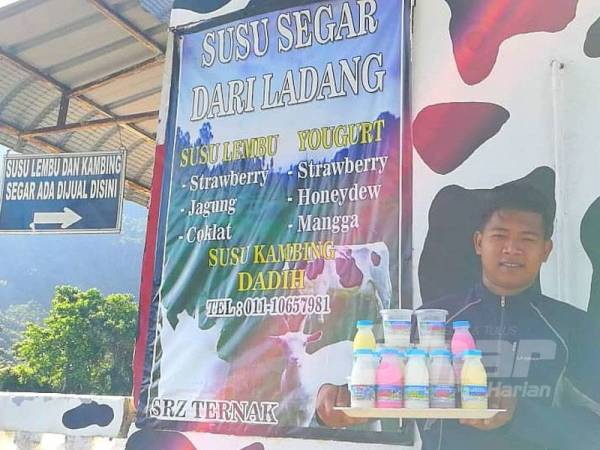 SUSU SEGAR
DARI LADANG
SUSU LEMBU
- Strawberry
- Jagung
- Coklat
YOUGURT
- Strawberry
- Honeydew
- Mangga
SUSU KAMBING
DADIH
TEL : 011-10657981
SRZ TERNAK
SUSU LEMBU DAN KAMBING
SEGAR ADA DIJUAL DISINI
TULUS
Harian